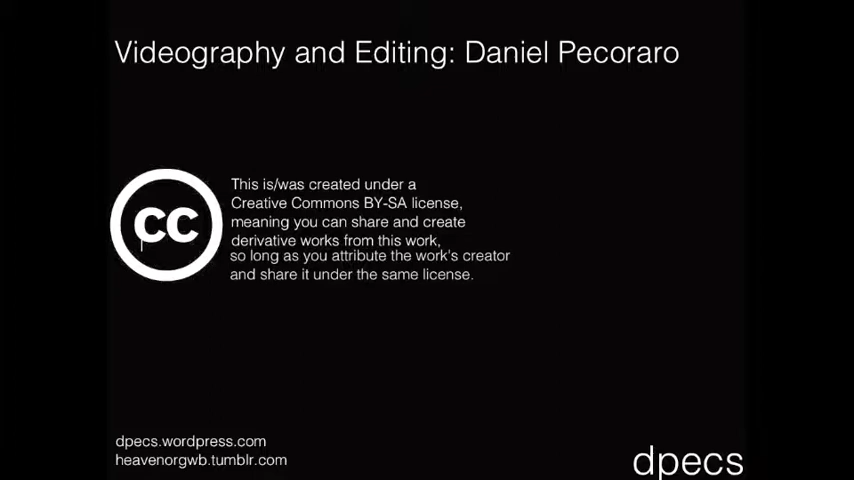 Videography and Editing: Daniel Pecoraro
cc
This is/was created under a
Creative Commons BY-SA license,
meaning you can share and create
derivative works from this work,
so long as you attribute the work's creator
and share it under the same license.
dpecs.wordpress.com
heavenorgwb.tumblr.com
dpecs